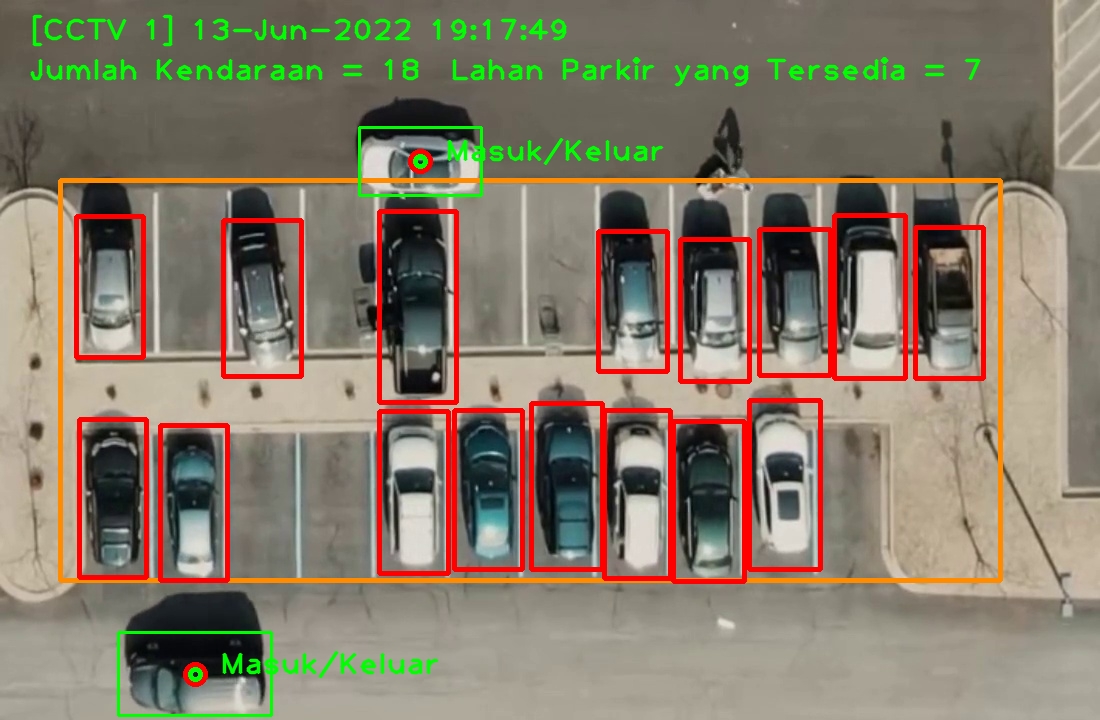 [CCTV 1] 13-Jun-2022 19:17:49
Jumlah Kendaraan = 18  Lahan Parkir yang Tersedia = 7
Masuk/Keluar
Masuk/Keluar